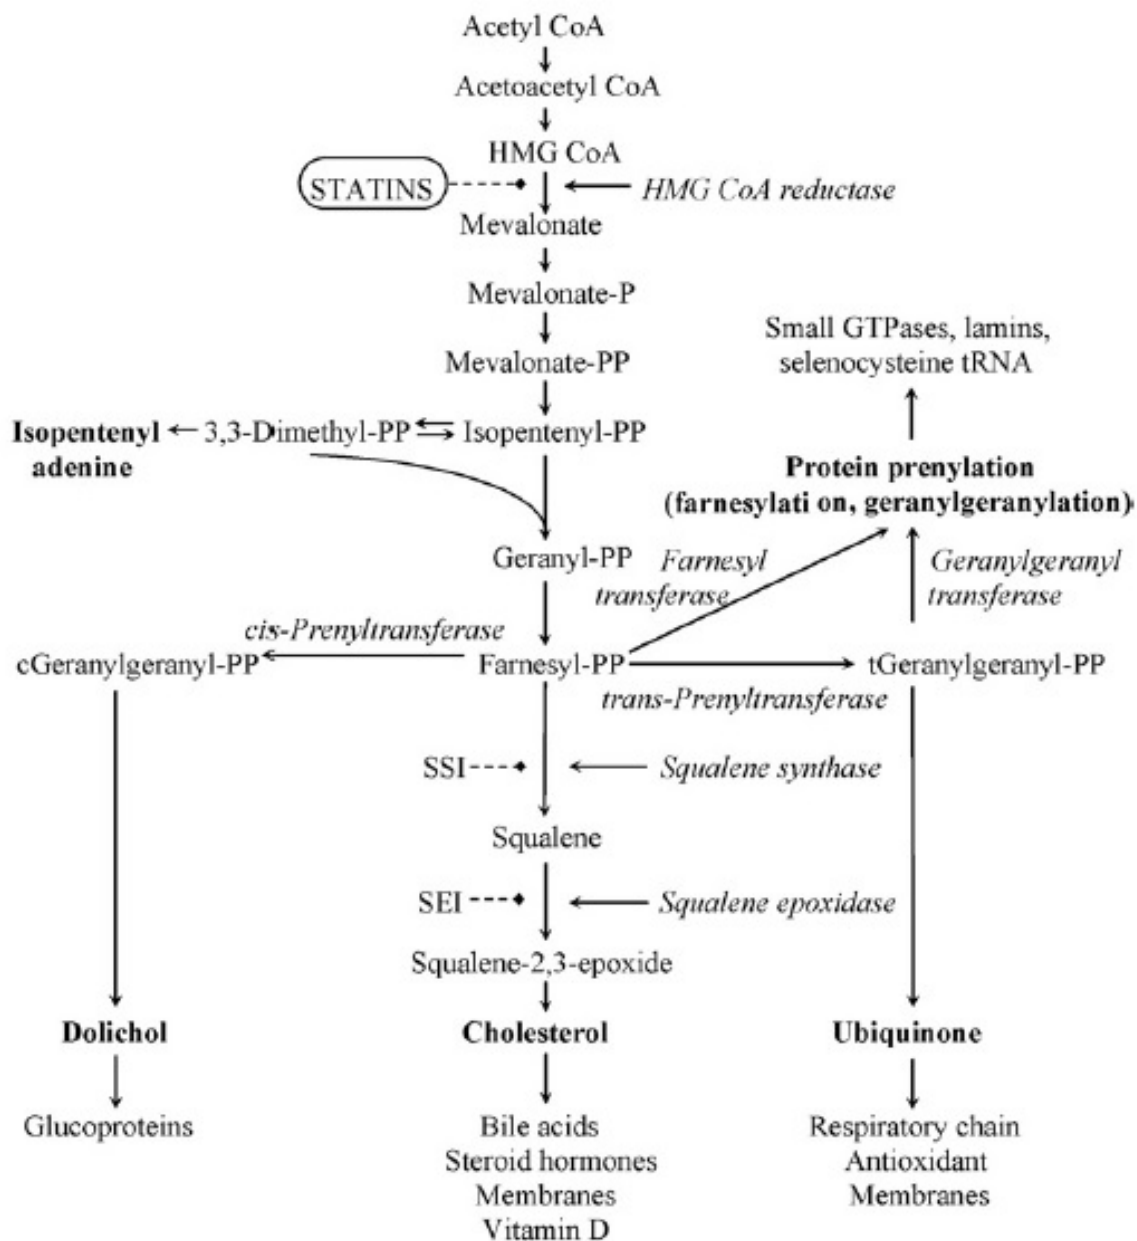 Acetyl CoA
Acetoacetyl CoA
HMG CoA
STATINS
HMG CoA reductase
Mevalonate
Mevalonate-P
Small GTPases, lamins,
selenocysteine tRNA
Mevalonate-PP
Isopentenyl
adenine
3,3-Dimethyl-PP
Isopentenyl-PP
Protein prenylation
(farnesylati on, geranylgeranylation)
Geranyl-PP
Farnesyl
transferase
Geranylgeranyl
transferase
cis-Prenyltransferase
cGeranylgeranyl-PP
Farnesyl-PP
tGeranylgeranyl-PP
trans-Prenyltransferase
SSI
Squalene synthase
Squalene
SEI
Squalene epoxidase
Squalene-2,3-epoxide
Dolichol
Cholesterol
Ubiquinone
Glucoproteins
Bile acids
Steroid hormones
Membranes
Vitamin D
Respiratory chain
Antioxidant
Membranes